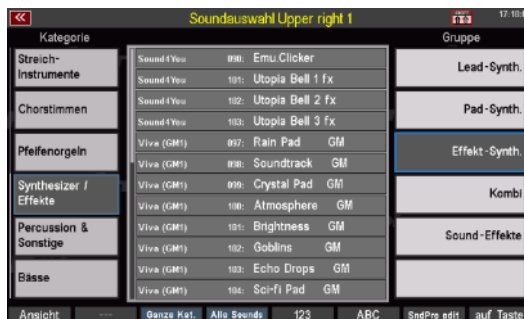 Soundauswahl Upper right 1
17:10:
Kategorie
Gruppe
Streich-
Instrumente
Chorstimmen
Pfeifenorgeln
Synthesizer /
Effekte
Percussion &
Sonstige
Bässe
Sound4You 090: Emu.Clicker
Sound4You 101: Utopia Bell 1 fx
Sound4You 102: Utopia Bell 2 fx
Sound4You 103: Utopia Bell 3 fx
Viva (GM1) 097: Rain Pad GM
Viva (GM1) 098: Soundtrack GM
Viva (GM1) 099: Crystal Pad GM
Viva (GM1) 100: Atmosphere GM
Viva (GM1) 101: Brightness GM
Viva (GM1) 102: Goblins GM
Viva (GM1) 103: Echo Drops GM
Viva (GM1) 104: Sci-fi Pad GM
Lead-Synth.
Pad-Synth.
Effekt-Synth.
Kombi
Sound-Effekte
Ansicht --- Ganze Kat. Alle Sounds 123 ABC SndPre edit auf Taste